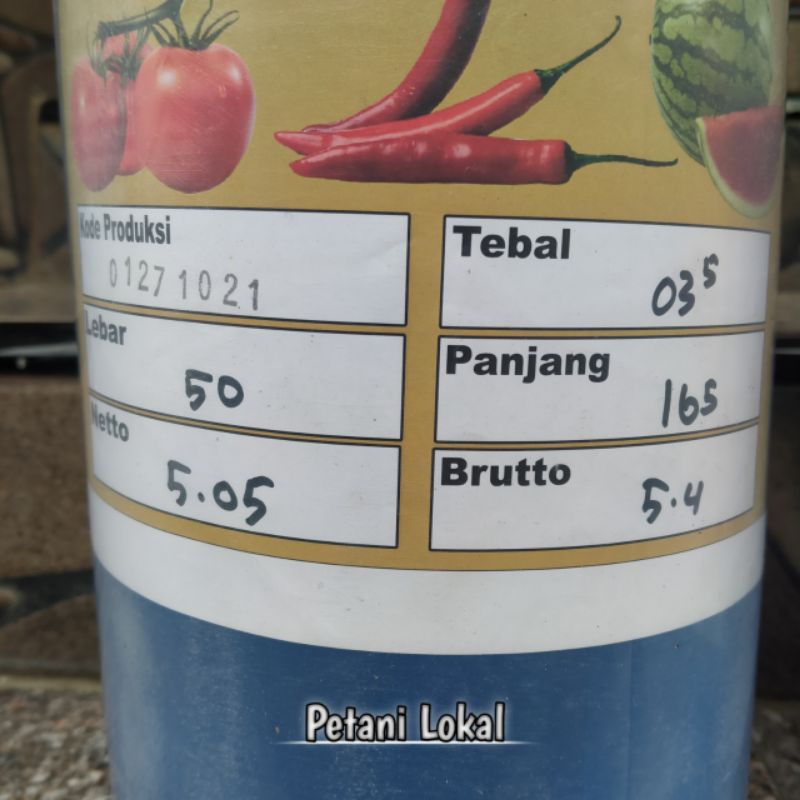 Kode Produksi
01271021
Tebal
03⁵
Lebar
50
Panjang
165
Netto
5.05
Brutto
5.4
Petani Lokal